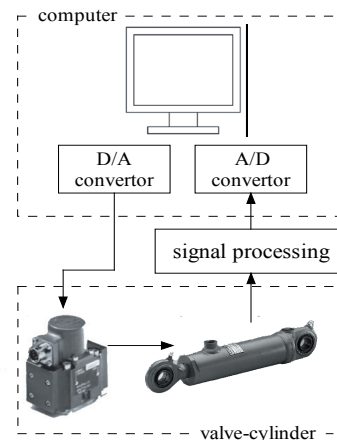 computer
D/A
convertor
A/D
convertor
signal processing
valve-cylinder